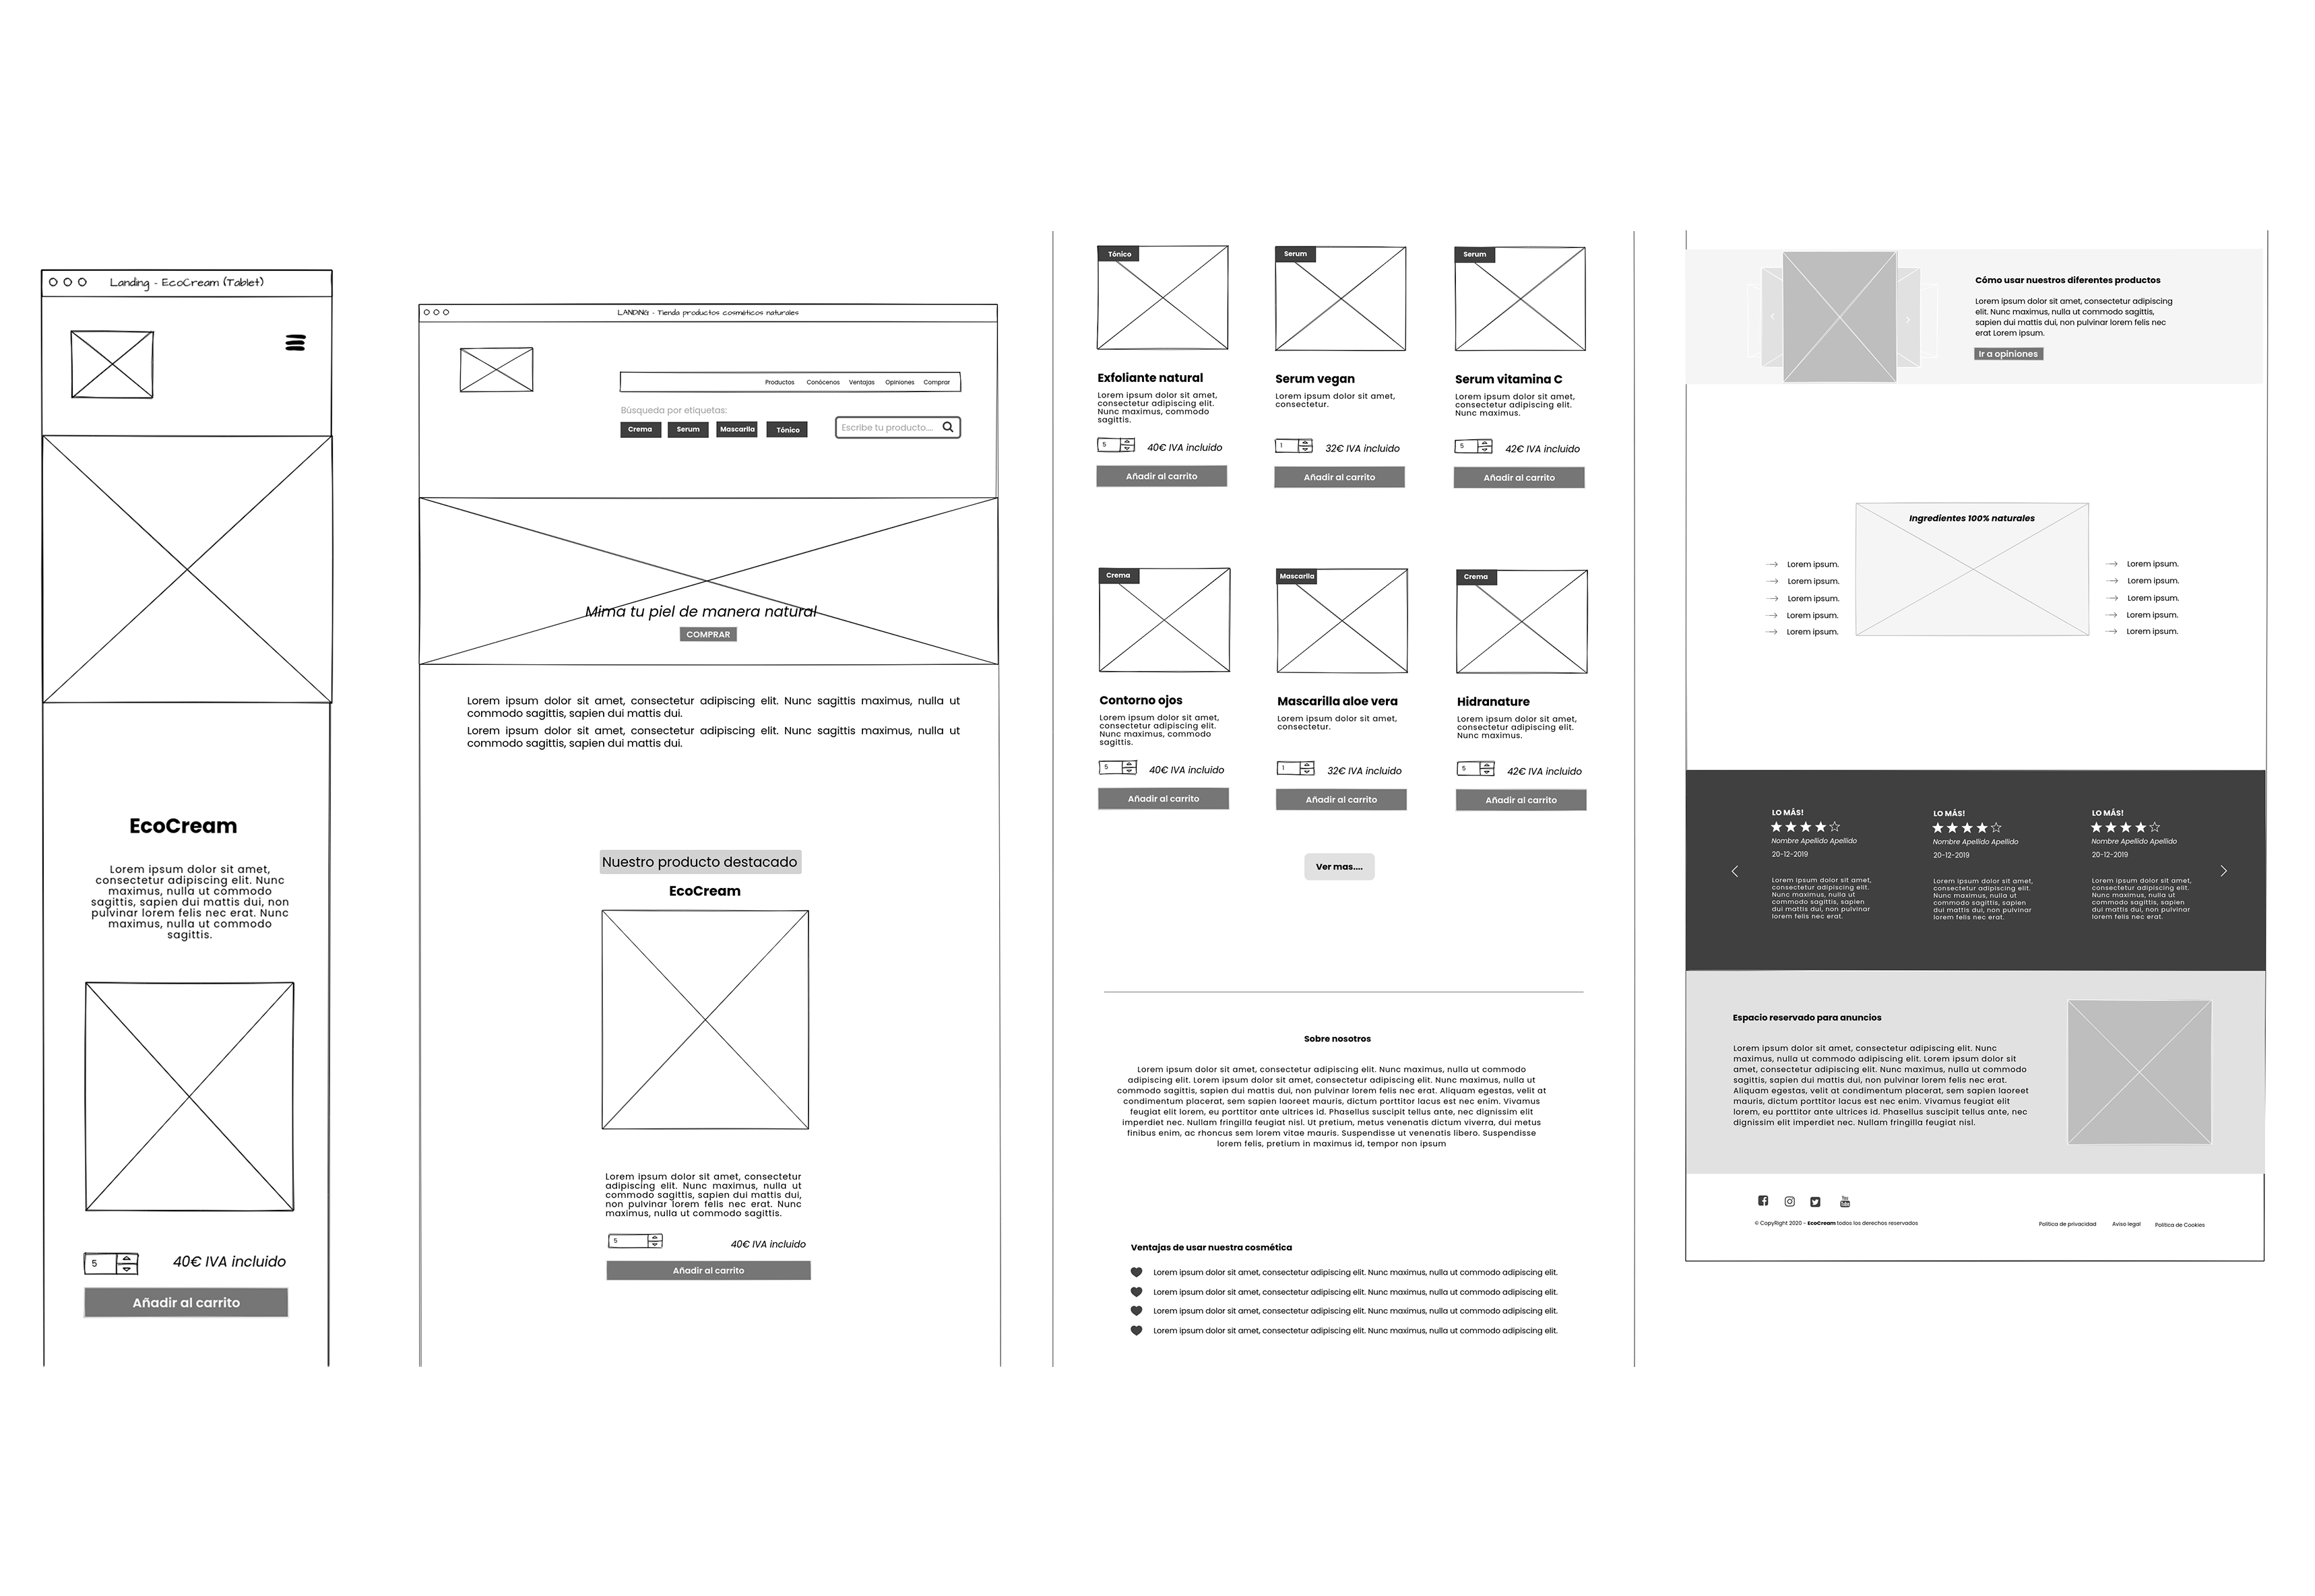 Landing - EcoCream (Tablet)
EcoCream
Lorem ipsum dolor sit amet,
consectetur adipiscing elit. Nunc
maximus, nulla ut commodo
sagittis, sapien dui mattis dui, non
pulvinar lorem felis nec erat. Nunc
maximus, nulla ut commodo
sagittis.
5
40€ IVA incluido
Añadir al carrito
LANDING - Tienda productos cosméticos naturales
Productos Conócenos Ventajas Opiniones Comprar
Búsqueda por etiquetas:
Crema Serum Mascarlla Tónico
Escribe tu producto....
Mima tu piel de manera natural
COMPRAR
Lorem ipsum dolor sit amet, consectetur adipiscing elit. Nunc sagittis maximus, nulla ut
commodo sagittis, sapien dui mattis dui.
Lorem ipsum dolor sit amet, consectetur adipiscing elit. Nunc sagittis maximus, nulla ut
commodo sagittis, sapien dui mattis dui.
Nuestro producto destacado
EcoCream
Lorem ipsum dolor sit amet, consectetur
adipiscing elit. Nunc maximus, nulla ut
commodo sagittis, sapien dui mattis dui,
non pulvinar lorem felis nec erat. Nunc
maximus, nulla ut commodo sagittis.
5
40€ IVA incluido
Añadir al carrito
Tónico
Exfoliante natural
Lorem ipsum dolor sit amet,
consectetur adipiscing elit.
Nunc maximus, commodo
sagittis.
5
40€ IVA incluido
Añadir al carrito
Serum
Serum vegan
Lorem ipsum dolor sit amet,
consectetur.
1
32€ IVA incluido
Añadir al carrito
Serum
Serum vitamina C
Lorem ipsum dolor sit amet,
consectetur adipiscing elit.
Nunc maximus.
5
42€ IVA incluido
Añadir al carrito
Crema
Contorno ojos
Lorem ipsum dolor sit amet,
consectetur adipiscing elit.
Nunc maximus, commodo
sagittis.
5
40€ IVA incluido
Añadir al carrito
Mascarlla
Mascarilla aloe vera
Lorem ipsum dolor sit amet,
consectetur.
1
32€ IVA incluido
Añadir al carrito
Crema
Hidranature
Lorem ipsum dolor sit amet,
consectetur adipiscing elit.
Nunc maximus.
5
42€ IVA incluido
Añadir al carrito
Ver mas....
Sobre nosotros
Lorem ipsum dolor sit amet, consectetur adipiscing elit. Nunc maximus, nulla ut commodo
adipiscing elit. Lorem ipsum dolor sit amet, consectetur adipiscing elit. Nunc maximus, nulla ut
commodo sagittis, sapien dui mattis dui, non pulvinar lorem felis nec erat. Aliquam egestas, velit at
condimentum placerat, sem sapien laoreet mauris, dictum porttitor lacus est nec enim. Vivamus
feugiat elit lorem, eu porttitor ante ultrices id. Phasellus suscipit tellus ante, nec dignissim elit
imperdiet nec. Nullam fringilla feugiat nisl. Ut pretium, metus venenatis dictum viverra, dui metus
finibus enim, ac rhoncus sem lorem vitae mauris. Suspendisse ut venenatis libero. Suspendisse
lorem felis, pretium in maximus id, tempor non ipsum
Ventajas de usar nuestra cosmética
Lorem ipsum dolor sit amet, consectetur adipiscing elit. Nunc maximus, nulla ut commodo adipiscing elit.
Lorem ipsum dolor sit amet, consectetur adipiscing elit. Nunc maximus, nulla ut commodo adipiscing elit.
Lorem ipsum dolor sit amet, consectetur adipiscing elit. Nunc maximus, nulla ut commodo adipiscing elit.
Lorem ipsum dolor sit amet, consectetur adipiscing elit. Nunc maximus, nulla ut commodo adipiscing elit.
Cómo usar nuestros diferentes productos
Lorem ipsum dolor sit amet, consectetur adipiscing
elit. Nunc maximus, nulla ut commodo sagittis,
sapien dui mattis dui, non pulvinar lorem felis nec
erat Lorem ipsum.
Ir a opiniones
Ingredientes 100% naturales
Lorem ipsum.
Lorem ipsum.
Lorem ipsum.
Lorem ipsum.
Lorem ipsum.
Lorem ipsum.
Lorem ipsum.
Lorem ipsum.
Lorem ipsum.
Lorem ipsum.
LO MÁS!
Nombre Apellido Apellido
20-12-2019
Lorem ipsum dolor sit amet,
consectetur adipiscing elit.
Nunc maximus, nulla ut
commodo sagittis, sapien
dui mattis dui, non pulvinar
lorem felis nec erat.
LO MÁS!
Nombre Apellido Apellido
20-12-2019
Lorem ipsum dolor sit amet,
consectetur adipiscing elit.
Nunc maximus, nulla ut
commodo sagittis, sapien
dui mattis dui, non pulvinar
lorem felis nec erat.
LO MÁS!
Nombre Apellido Apellido
20-12-2019
Lorem ipsum dolor sit amet,
consectetur adipiscing elit.
Nunc maximus, nulla ut
commodo sagittis, sapien
dui mattis dui, non pulvinar
lorem felis nec erat.
Espacio reservado para anuncios
Lorem ipsum dolor sit amet, consectetur adipiscing elit. Nunc
maximus, nulla ut commodo adipiscing elit. Lorem ipsum dolor sit
amet, consectetur adipiscing elit. Nunc maximus, nulla ut commodo
sagittis, sapien dui mattis dui, non pulvinar lorem felis nec erat.
Aliquam egestas, velit at condimentum placerat, sem sapien laoreet
mauris, dictum porttitor lacus est nec enim. Vivamus feugiat elit
lorem, eu porttitor ante ultrices id. Phasellus suscipit tellus ante, nec
dignissim elit imperdiet nec. Nullam fringilla feugiat nisl.
You Tube
© CopyRight 2020 - EcoCream todos los derechos reservados
Política de privacidad Aviso legal Política de Cookies